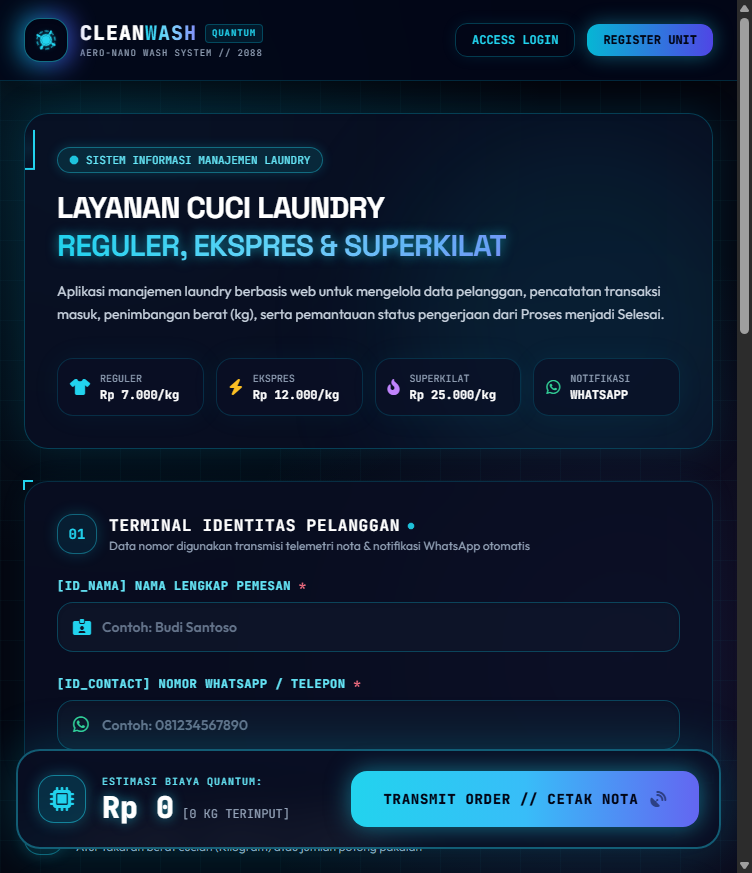 CLEANWASH QUANTUM
AERO-NANO WASH SYSTEM // 2088
ACCESS LOGIN
REGISTER UNIT
SISTEM INFORMASI MANAJEMEN LAUNDRY
LAYANAN CUCI LAUNDRY
REGULER, EKSPRES & SUPERKILAT
Aplikasi manajemen laundry berbasis web untuk mengelola data pelanggan, pencatatan transaksi
masuk, penimbangan berat (kg), serta pemantauan status pengerjaan dari Proses menjadi Selesai.
REGULER
Rp 7.000/kg
EKSPRES
Rp 12.000/kg
SUPERKILAT
Rp 25.000/kg
NOTIFIKASI
WHATSAPP
01
TERMINAL IDENTITAS PELANGGAN
Data nomor digunakan transmisi telemetri nota & notifikasi WhatsApp otomatis
[ID_NAMA] NAMA LENGKAP PEMESAN *
Contoh: Budi Santoso
[ID_CONTACT] NOMOR WHATSAPP / TELEPON *
Contoh: 081234567890
ESTIMASI BIAYA QUANTUM:
Rp 0 [0 KG TERINPUT]
TRANSMIT ORDER // CETAK NOTA